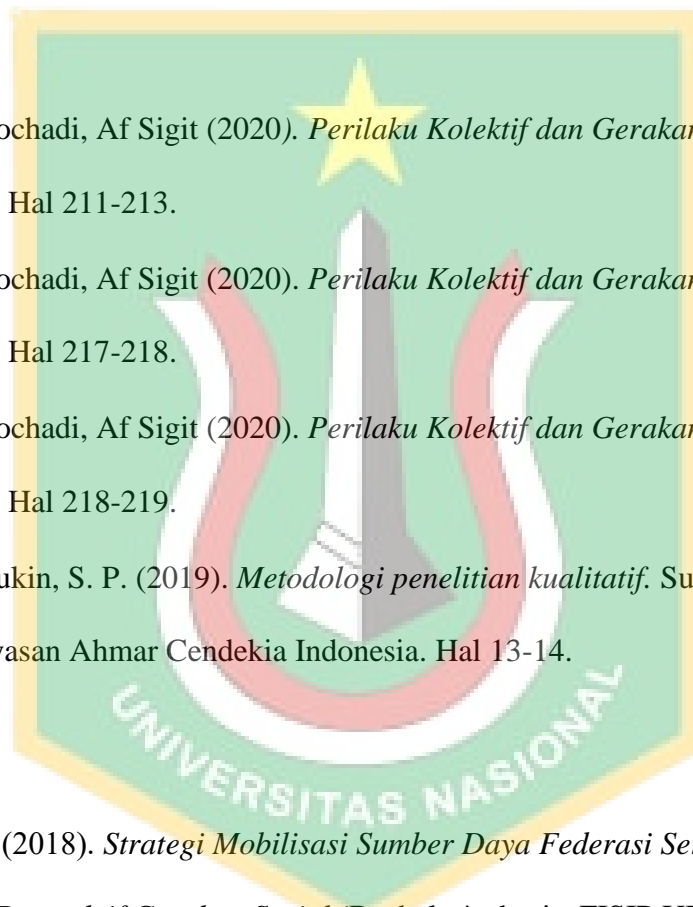 ochadi, Af Sigit (2020). Perilaku Kolektif dan Gerakan
Hal 211-213.
ochadi, Af Sigit (2020). Perilaku Kolektif dan Gerakan
Hal 217-218.
ochadi, Af Sigit (2020). Perilaku Kolektif dan Gerakan
Hal 218-219.
ukin, S. P. (2019). Metodologi penelitian kualitatif. Su
yasan Ahmar Cendekia Indonesia. Hal 13-14.
UNIVERSITAS NASIONAL
(2018). Strategi Mobilisasi Sumber Daya Federasi Se